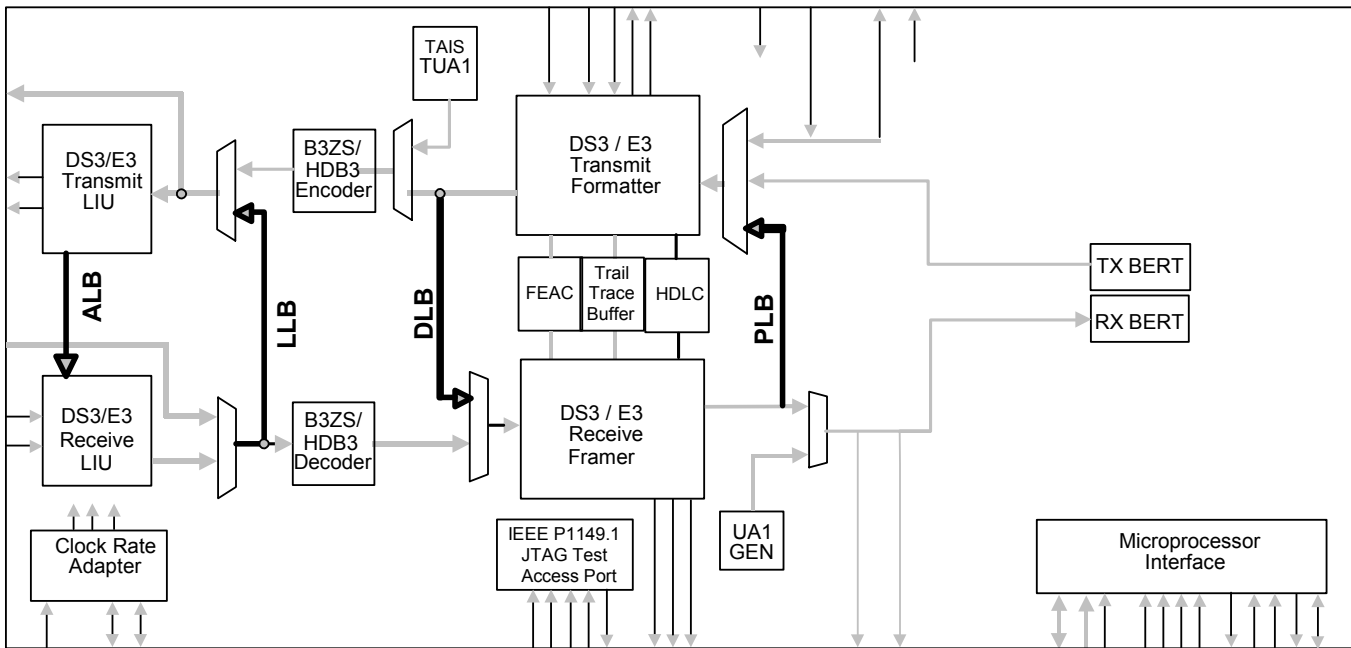 TAIS
TUA1
DS3/E3
Transmit
LIU
B3ZS/
HDB3
Encoder
DS3 / E3
Transmit
Formatter
ALB
LLB
DLB
FEAC
Trail
Trace
Buffer
HDLC
PLB
TX BERT
RX BERT
DS3/E3
Receive
LIU
B3ZS/
HDB3
Decoder
DS3 / E3
Receive
Framer
Clock Rate
Adapter
IEEE P1149.1
JTAG Test
Access Port
UA1
GEN
Microprocessor
Interface